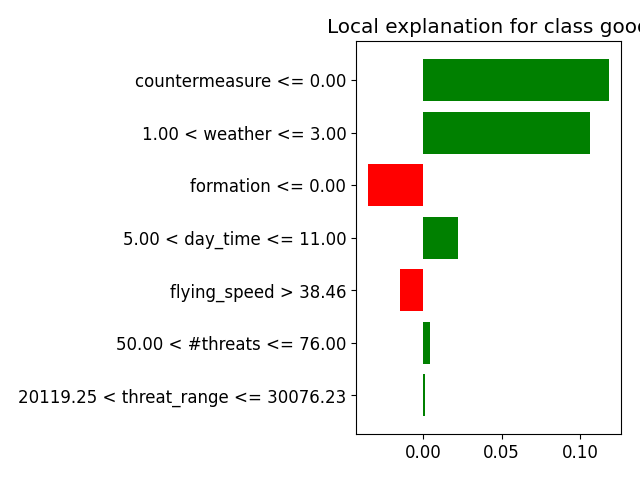 Local explanation for class good
countermeasure <= 0.00
1.00 < weather <= 3.00
formation <= 0.00
5.00 < day_time <= 11.00
flying_speed > 38.46
50.00 < #threats <= 76.00
20119.25 < threat_range <= 30076.23
0.00 0.05 0.10